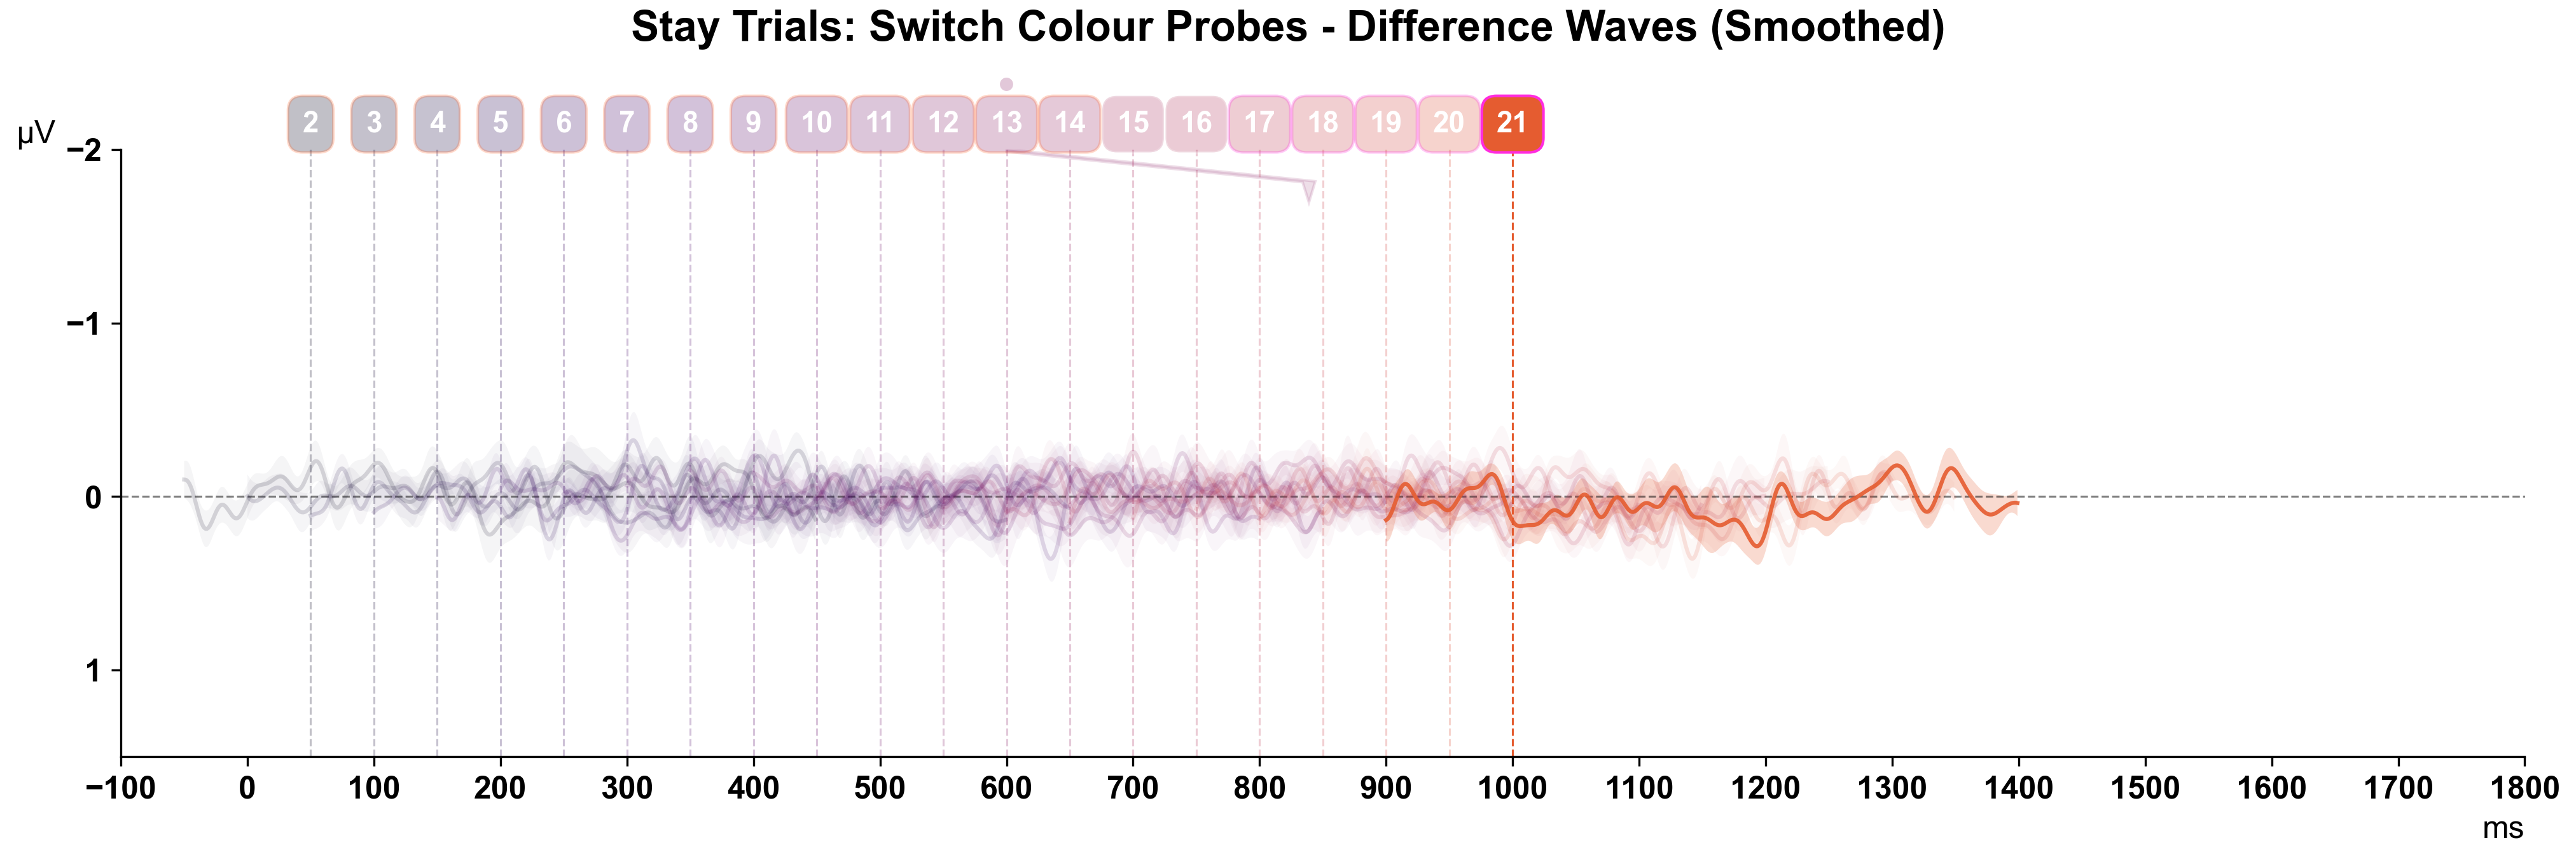 Stay Trials: Switch Colour Probes - Difference Waves (Smoothed)
2 3 4 5 6 7 8 9 10 11 12 13 14 15 16 17 18 19 20 21
µV
−2
−1
0
1
−100 0 100 200 300 400 500 600 700 800 900 1000 1100 1200 1300 1400 1500 1600 1700 1800
ms